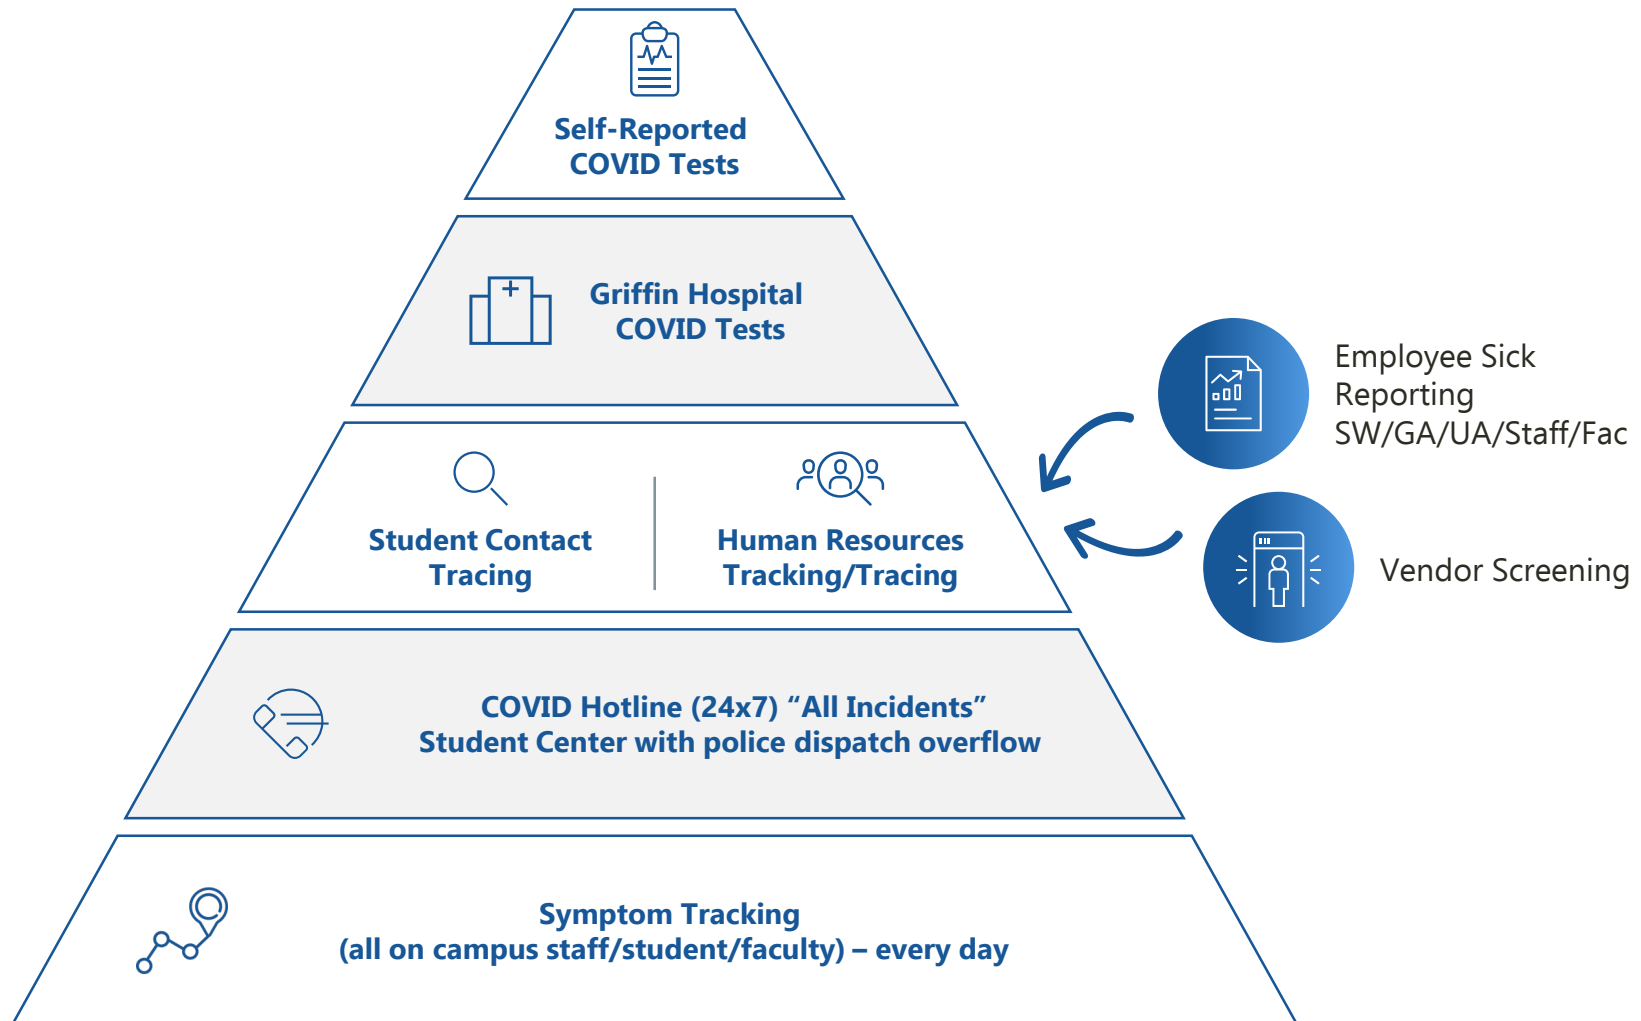 Self-Reported
COVID Tests
Griffin Hospital
COVID Tests
Student Contact
Tracing
Human Resources
Tracking/Tracing
Employee Sick
Reporting
SW/GA/UA/Staff/Fac
Vendor Screening
COVID Hotline (24x7) “All Incidents”
Student Center with police dispatch overflow
Symptom Tracking
(all on campus staff/student/faculty) – every day